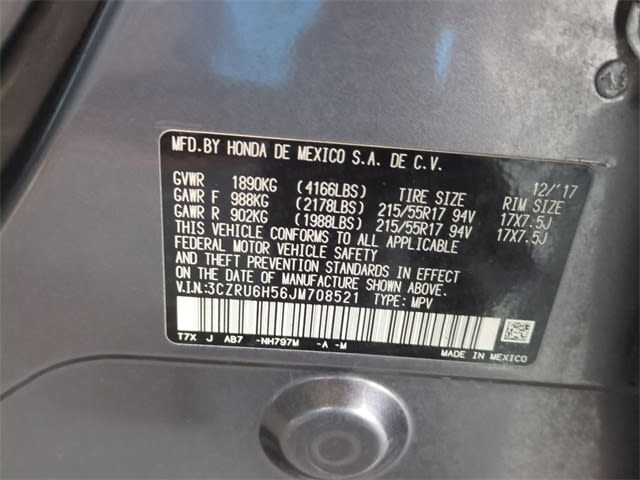 MFD.BY HONDA DE MEXICO S.A. DE C.V.
GVWR 1890KG (4166LBS) TIRE SIZE 12/'17 RIM SIZE
GAWR F 988KG (2178LBS) 215/55R17 94V 17X7.5J
GAWR R 902KG (1988LBS) 215/55R17 94V 17X7.5J
THIS VEHICLE CONFORMS TO ALL APPLICABLE
FEDERAL MOTOR VEHICLE SAFETY
AND THEFT PREVENTION STANDARDS IN EFFECT
ON THE DATE OF MANUFACTURE SHOWN ABOVE.
V.I.N.:3CZRU6H56JM708521 TYPE: MPV
T7X J AB7 -NH797M -A -M
MADE IN MEXICO